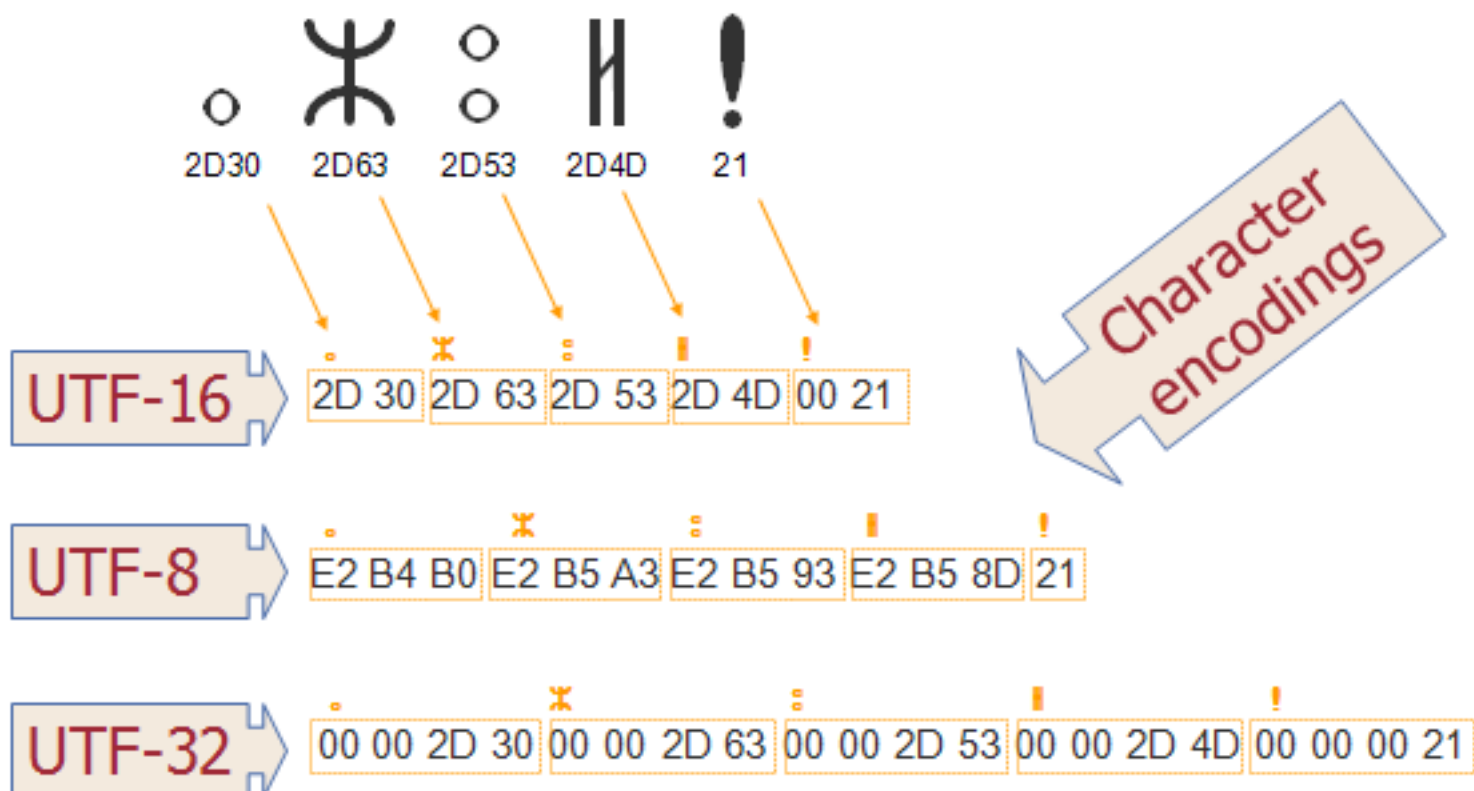 ⴰ ⵣ ⵓ ⵍ !
2D30 2D63 2D53 2D4D 21
Character
encodings
ⴰ ⵣ ⵓ ⵍ !
UTF-16 2D 30 2D 63 2D 53 2D 4D 00 21
ⴰ ⵣ ⵓ ⵍ !
UTF-8 E2 B4 B0 E2 B5 A3 E2 B5 93 E2 B5 8D 21
ⴰ ⵣ ⵓ ⵍ !
UTF-32 00 00 2D 30 00 00 2D 63 00 00 2D 53 00 00 2D 4D 00 00 00 21